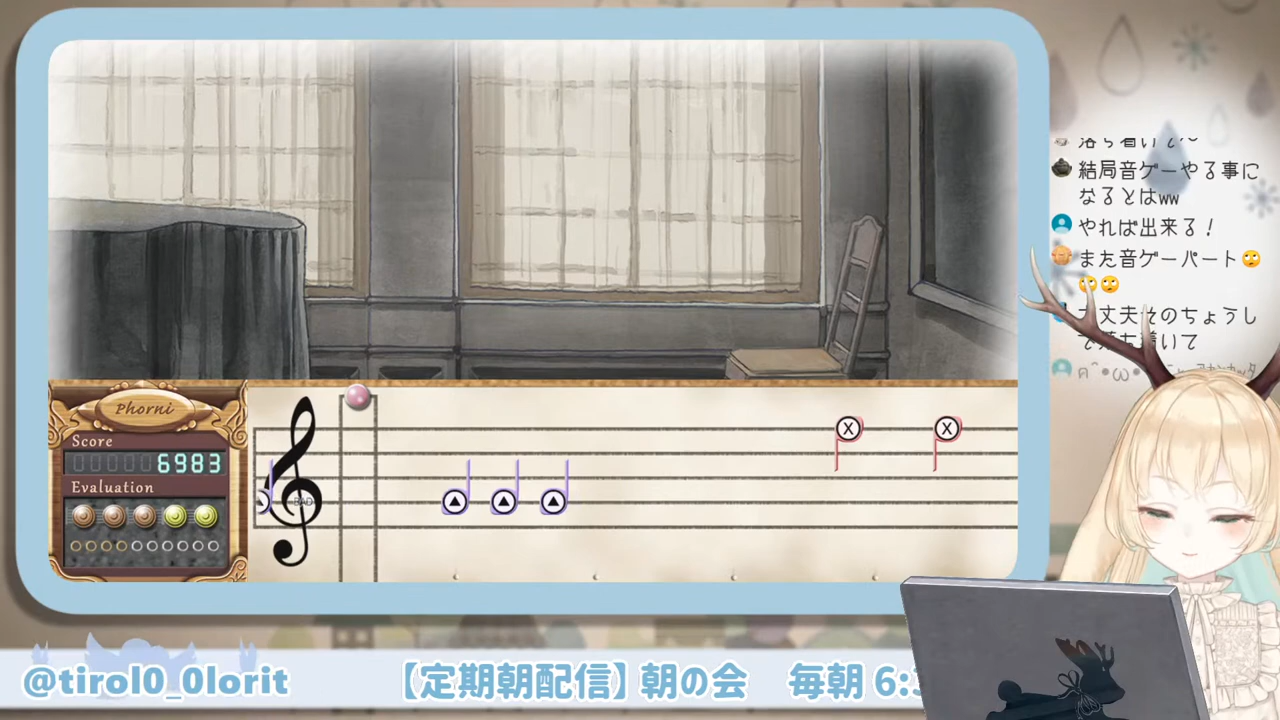 結局音ゲーやる事に
なるとはww
やれば出来る！
また音ゲーパート🙄
🙄🙄
Phorni
Score
6983
Evaluation
BAD
X
X
@tirol0_0lorit
【定期朝配信】朝の会 毎朝 6: